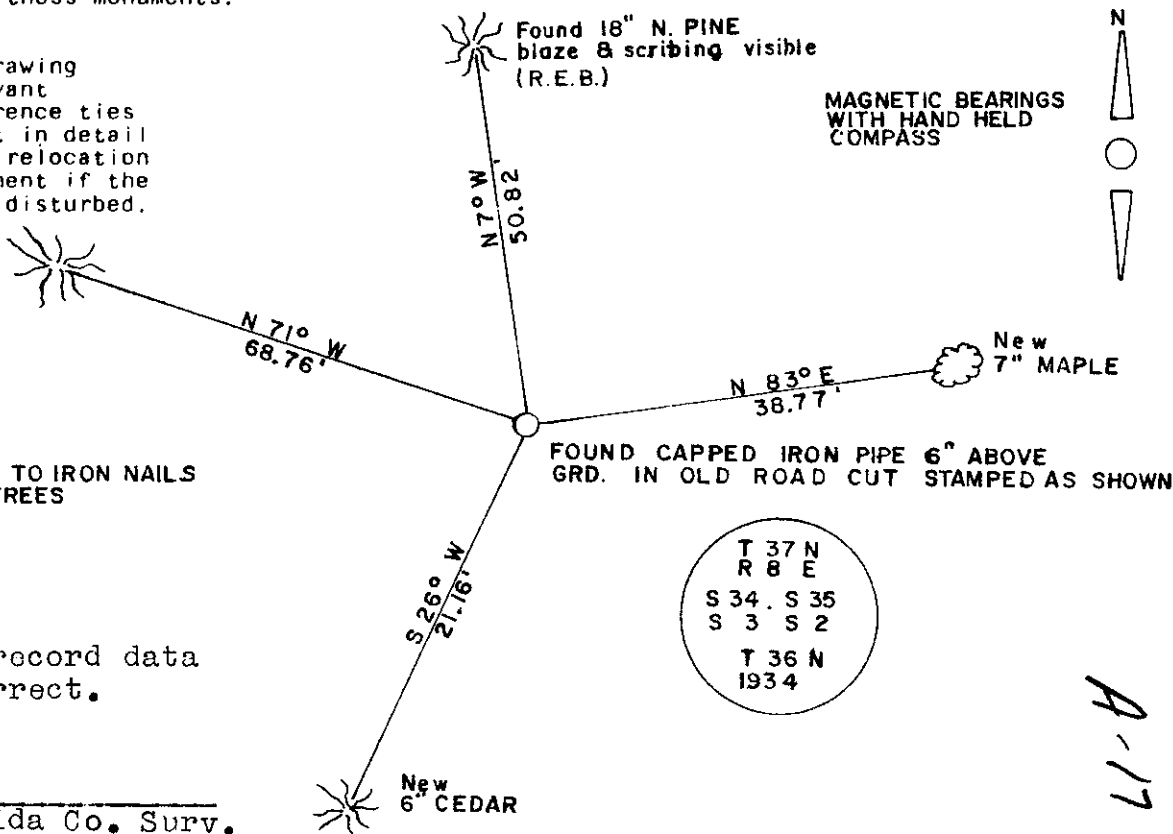 these monuments.
Found 18" N. PINE
blaze & scribing visible
(R.E.B.)
N
MAGNETIC BEARINGS
WITH HAND HELD
COMPASS
rawing
vant
rence ties
t in detail
relocation
ment if the
disturbed.
N 7° W
50.82'
N 71° W
68.76'
New
7" MAPLE
N 83° E
38.77'
FOUND CAPPED IRON PIPE 6" ABOVE
GRD. IN OLD ROAD CUT STAMPED AS SHOWN
TO IRON NAILS
TREES
S 26° W
21.16'
T 37 N
R 8 E
S 34 . S 35
S 3 S 2
T 36 N
1934
record data
rrect.
A-17
New
6" CEDAR
da Co. Surv.